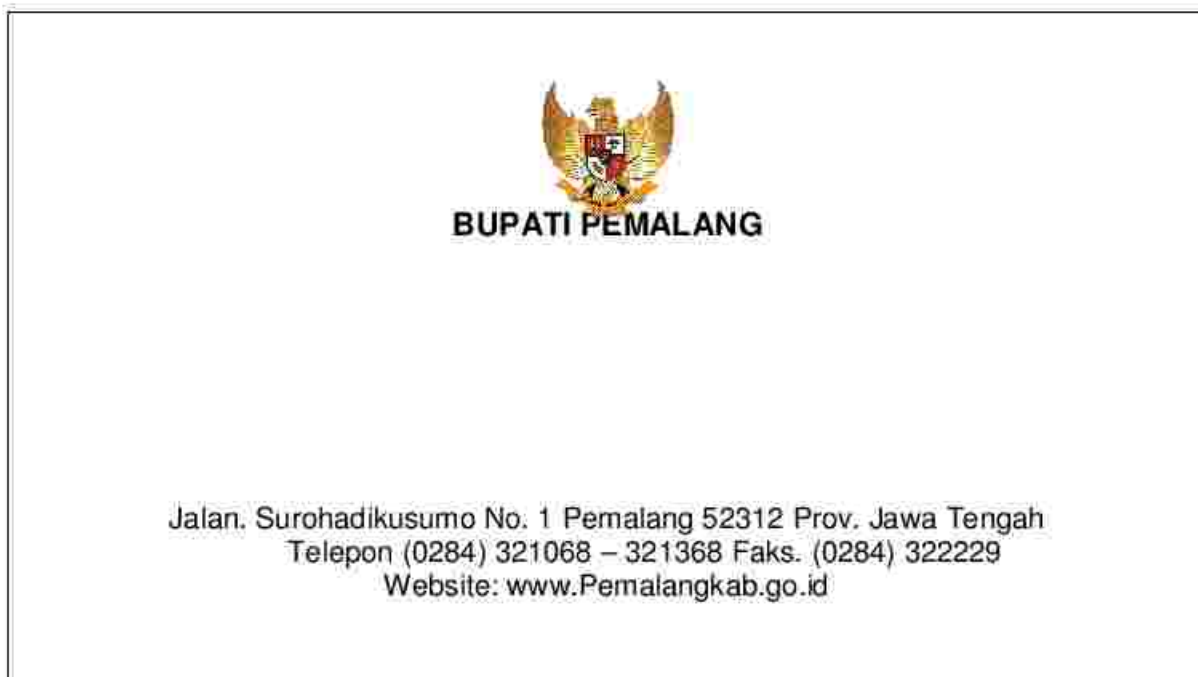 BUPATI PEMALANG
Jalan. Surohadikusumo No. 1 Pemalang 52312 Prov. Jawa Tengah
Telepon (0284) 321068 – 321368 Faks. (0284) 322229
Website: www.Pemalangkab.go.id